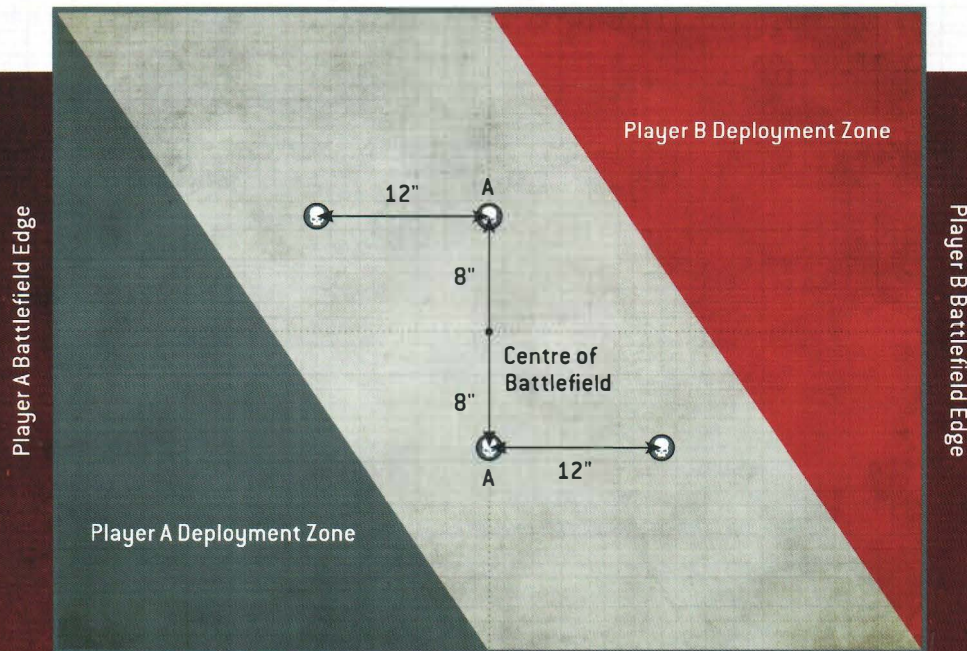 Player A Battlefield Edge
Player B Deployment Zone
12"
A
8"
Centre of
Battlefield
8"
A
12"
Player A Deployment Zone
Player B Battlefield Edge